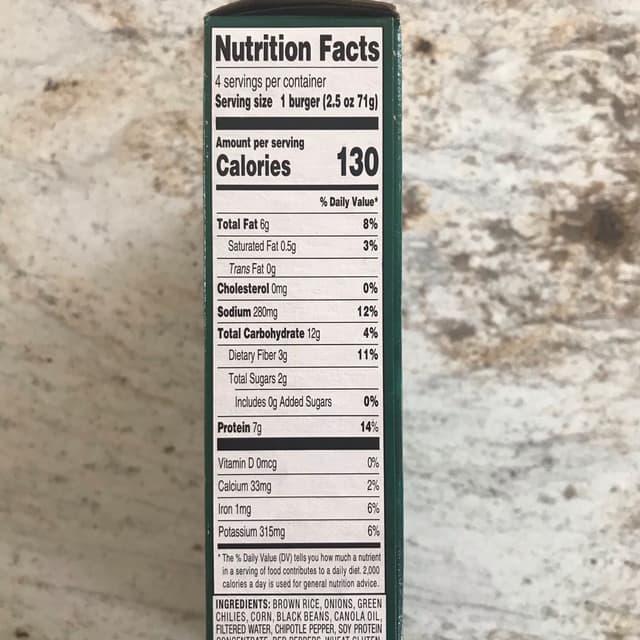 Nutrition Facts
4 servings per container
Serving size 1 burger (2.5 oz 71g)
Amount per serving
Calories 130
% Daily Value*
Total Fat 6g 8%
Saturated Fat 0.5g 3%
Trans Fat 0g
Cholesterol 0mg 0%
Sodium 280mg 12%
Total Carbohydrate 12g 4%
Dietary Fiber 3g 11%
Total Sugars 2g
Includes 0g Added Sugars 0%
Protein 7g 14%
Vitamin D 0mcg 0%
Calcium 33mg 2%
Iron 1mg 6%
Potassium 315mg 6%
* The % Daily Value (DV) tells you how much a nutrient
in a serving of food contributes to a daily diet. 2,000
calories a day is used for general nutrition advice.
INGREDIENTS: BROWN RICE, ONIONS, GREEN
CHILIES, CORN, BLACK BEANS, CANOLA OIL,
FILTERED WATER, CHIPOTLE PEPPER, SOY PROTEIN
CONCENTRATE, RED PEPPERS, WHEAT GLUTEN